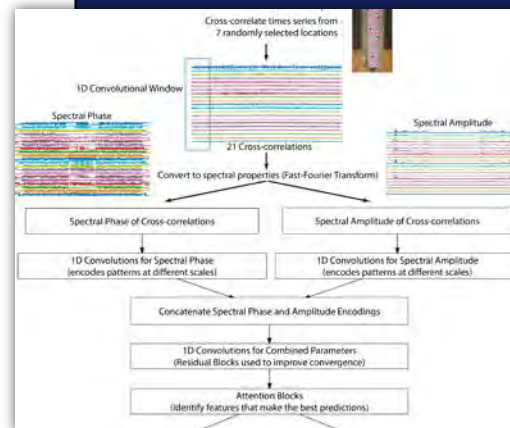 Cross-correlate times series from
7 randomly selected locations
1D Convolutional Window
Spectral Phase
Spectral Amplitude
21 Cross-correlations
Convert to spectral properties (Fast-Fourier Transform)
Spectral Phase of Cross-correlations
Spectral Amplitude of Cross-correlations
1D Convolutions for Spectral Phase
(encodes patterns at different scales)
1D Convolutions for Spectral Amplitude
(encodes patterns at different scales)
Concatenate Spectral Phase and Amplitude Encodings
1D Convolutions for Combined Parameters
(Residual Blocks used to improve convergence)
Attention Blocks
(Identify features that make the best predictions)